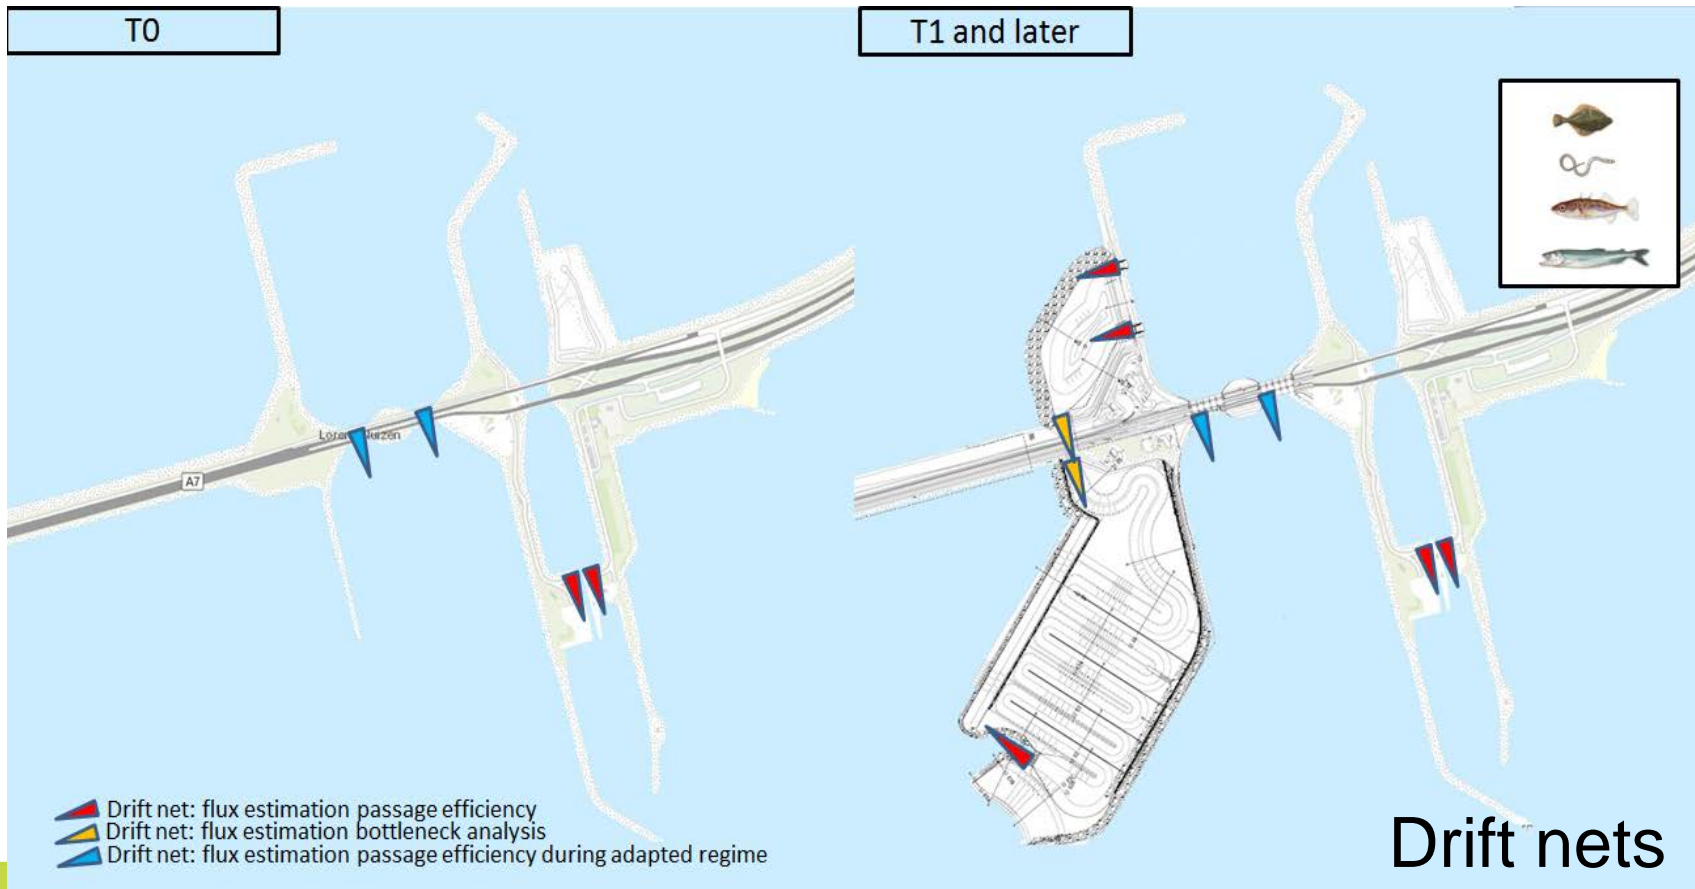 T0
T1 and later
A7
Drift net: flux estimation passage efficiency
Drift net: flux estimation bottleneck analysis
Drift net: flux estimation passage efficiency during adapted regime
Drift nets